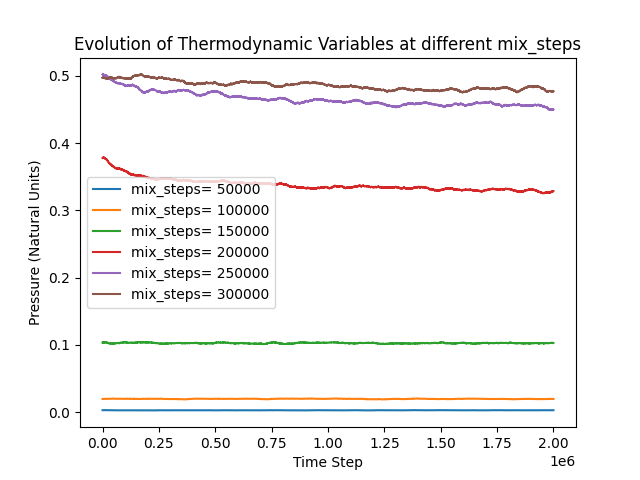 Evolution of Thermodynamic Variables at different mix_steps
Pressure (Natural Units)
0.5
0.4
0.3
0.2
0.1
0.0
mix_steps= 50000
mix_steps= 100000
mix_steps= 150000
mix_steps= 200000
mix_steps= 250000
mix_steps= 300000
0.00 0.25 0.50 0.75 1.00 1.25 1.50 1.75 2.00
1e6
Time Step